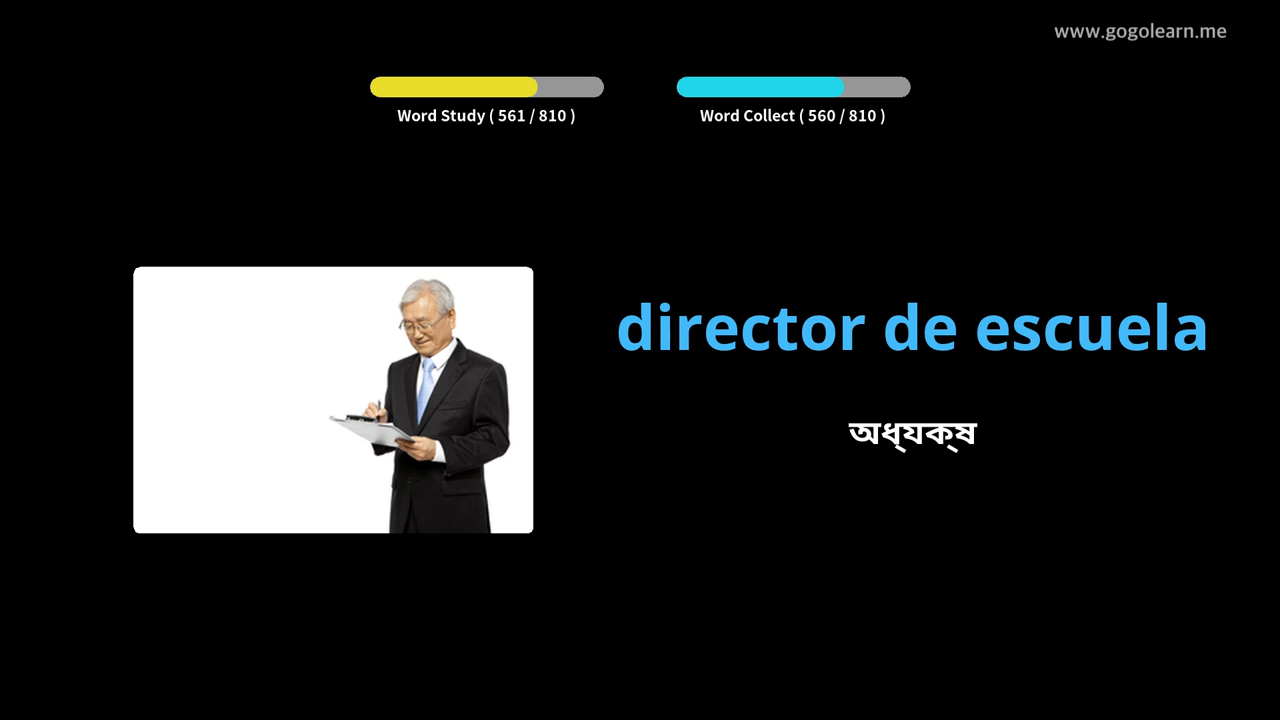 www.gogolearn.me
Word Study ( 561 / 810 )
Word Collect ( 560 / 810 )
director de escuela
অধ্যক্ষ